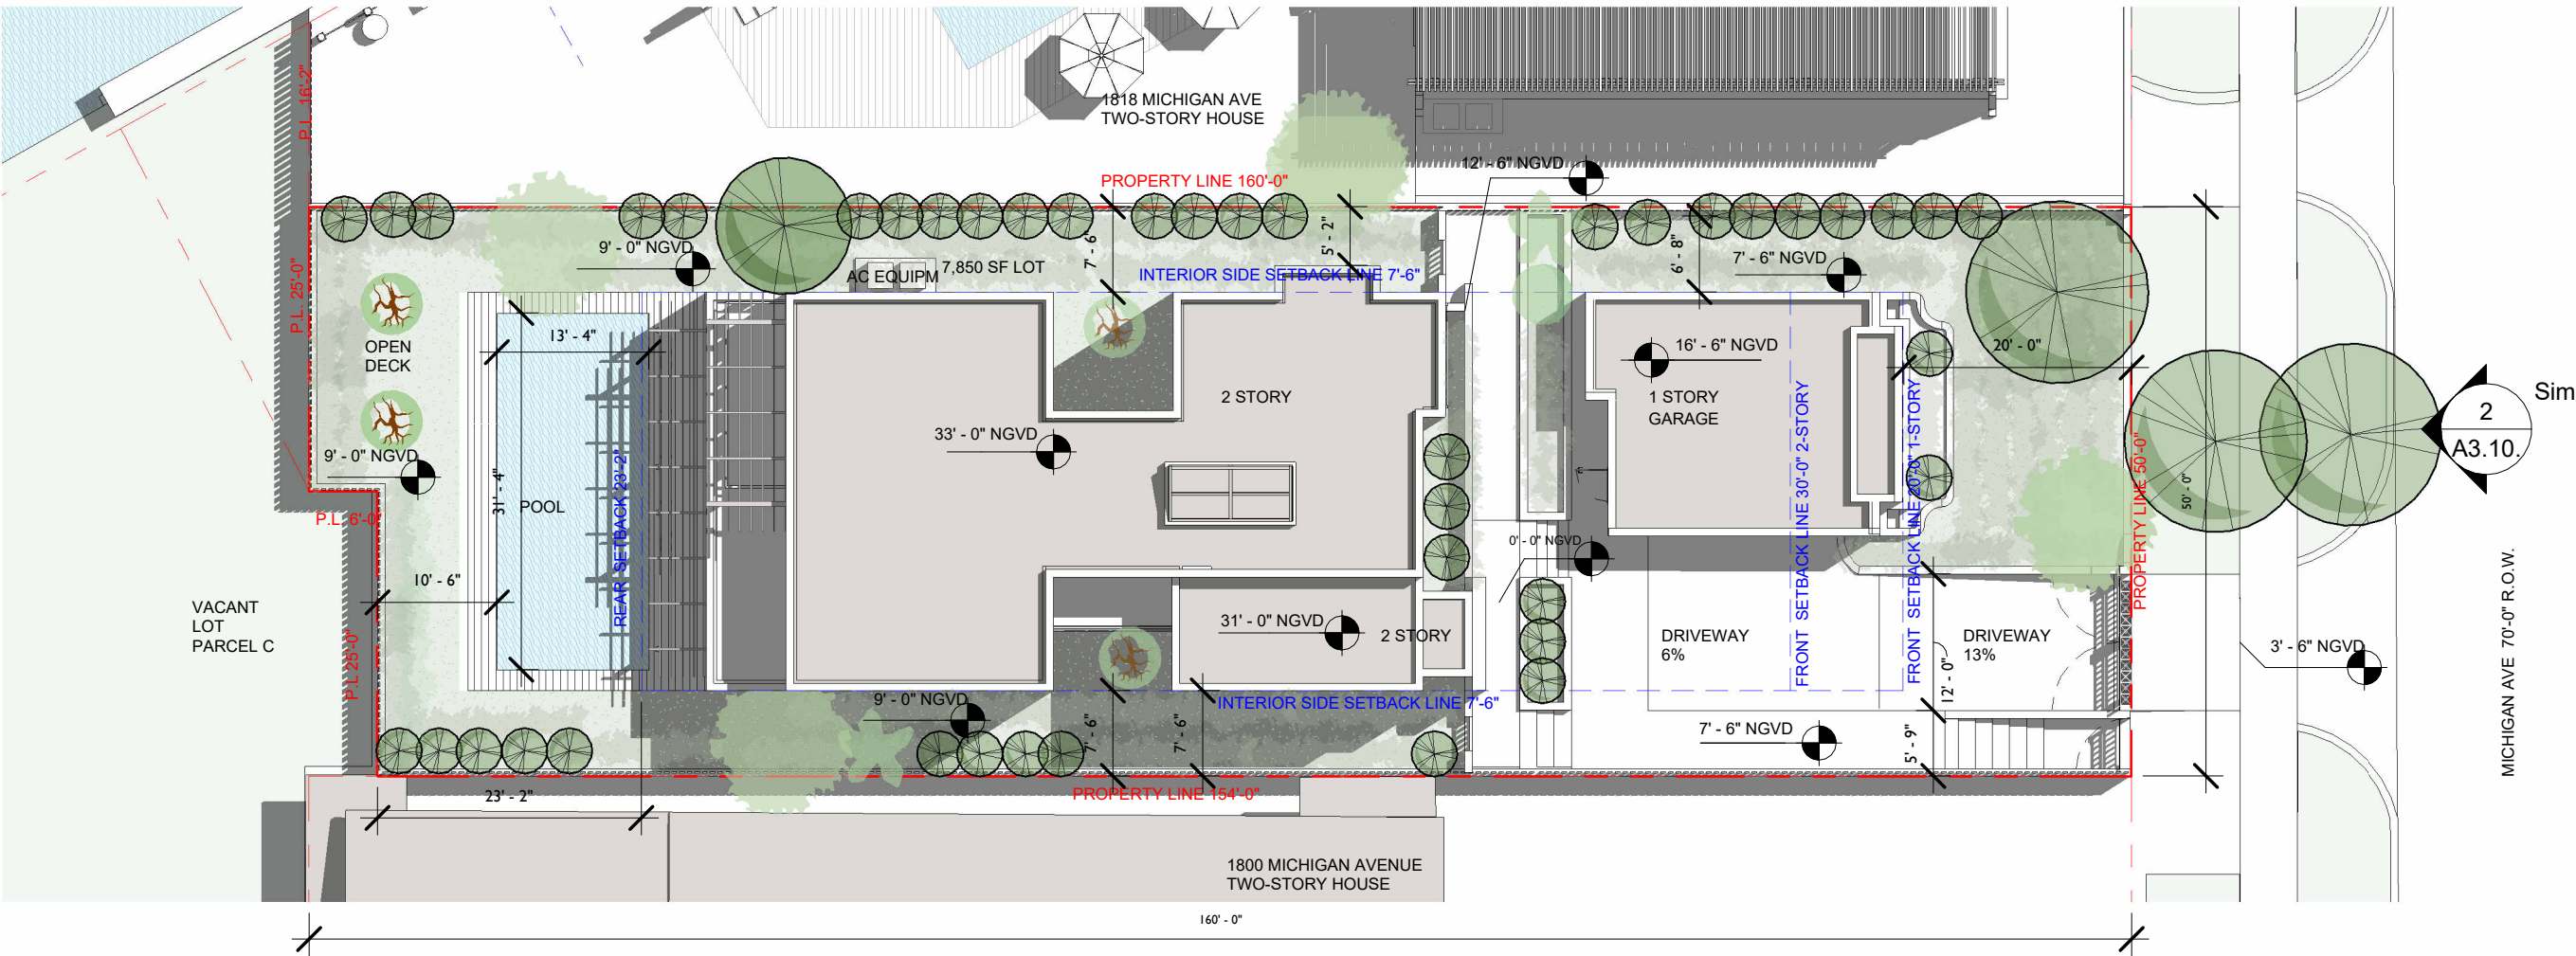 P.L. 16'-2"
1818 MICHIGAN AVE
TWO-STORY HOUSE
12' - 6" NGVD
PROPERTY LINE 160'-0"
9' - 0" NGVD
AC EQUIPM
7,850 SF LOT
7' - 6"
5' - 2"
INTERIOR SIDE SETBACK LINE 7'-6"
6' - 8"
7' - 6" NGVD
P.L. 25'-0"
OPEN
DECK
13' - 4"
16' - 6" NGVD
20' - 0"
1 STORY
GARAGE
2 STORY
33' - 0" NGVD
9' - 0" NGVD
31' - 4"
POOL
REAR SETBACK 23'-2"
FRONT SETBACK LINE 30'-0" 2-STORY
FRONT SETBACK LINE 20'-0" 1-STORY
PROPERTY LINE 50'-0"
50' - 0"
2
A3.10.
Sim
P.L. 6'-0"
0' - 0" NGVD
10' - 6"
VACANT
LOT
PARCEL C
P.L 25'-0"
31' - 0" NGVD
2 STORY
DRIVEWAY
6%
DRIVEWAY
13%
12' - 0"
3' - 6" NGVD
MICHIGAN AVE 70'-0" R.O.W.
9' - 0" NGVD
INTERIOR SIDE SETBACK LINE 7'-6"
7' - 6"
7' - 6"
7' - 6" NGVD
5' - 9"
23' - 2"
PROPERTY LINE 154'-0"
1800 MICHIGAN AVENUE
TWO-STORY HOUSE
160' - 0"